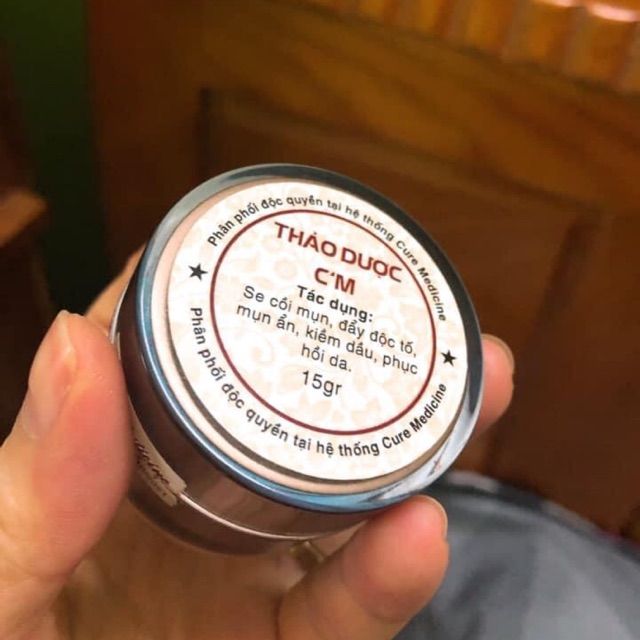 Phân phối độc quyền tại hệ thống Cure Medicine
THẢO DƯỢC
C'M
Tác dụng:
Se cồi mụn, đẩy độc tố,
mụn ẩn, kiềm dầu, phục
hồi da.
15gr
Phân phối độc quyền tại hệ thống Cure Medicine